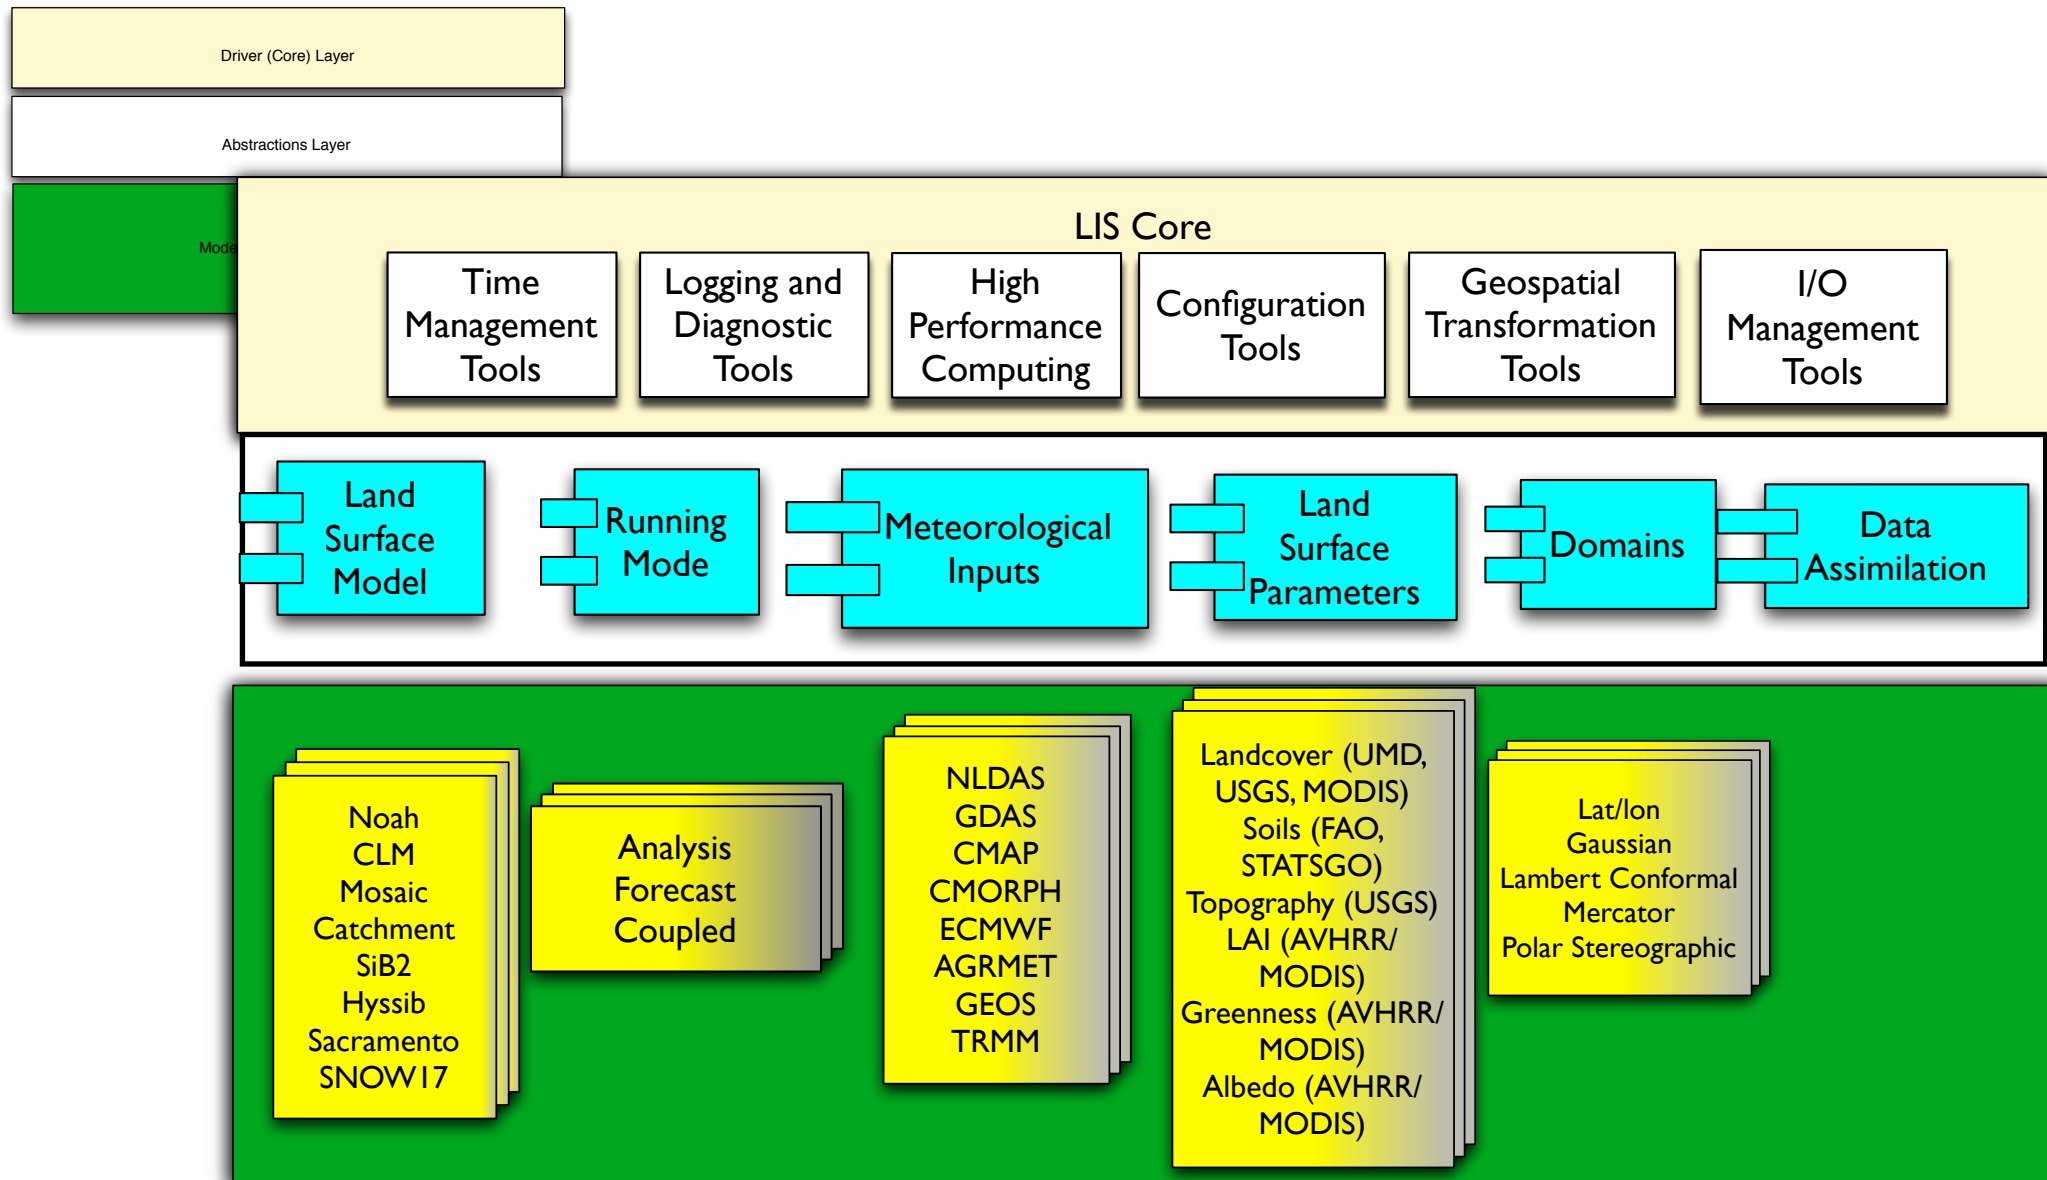 Driver (Core) Layer
Abstractions Layer
Mode
LIS Core
Time
Management
Tools
Logging and
Diagnostic
Tools
High
Performance
Computing
Configuration
Tools
Geospatial
Transformation
Tools
I/O
Management
Tools
Land
Surface
Model
Running
Mode
Meteorological
Inputs
Land
Surface
Parameters
Domains
Data
Assimilation
Noah
CLM
Mosaic
Catchment
SiB2
Hyssib
Sacramento
SNOW17
Analysis
Forecast
Coupled
NLDAS
GDAS
CMAP
CMORPH
ECMWF
AGRMET
GEOS
TRMM
Landcover (UMD,
USGS, MODIS)
Soils (FAO,
STATSGO)
Topography (USGS)
LAI (AVHRR/
MODIS)
Greenness (AVHRR/
MODIS)
Albedo (AVHRR/
MODIS)
Lat/lon
Gaussian
Lambert Conformal
Mercator
Polar Stereographic